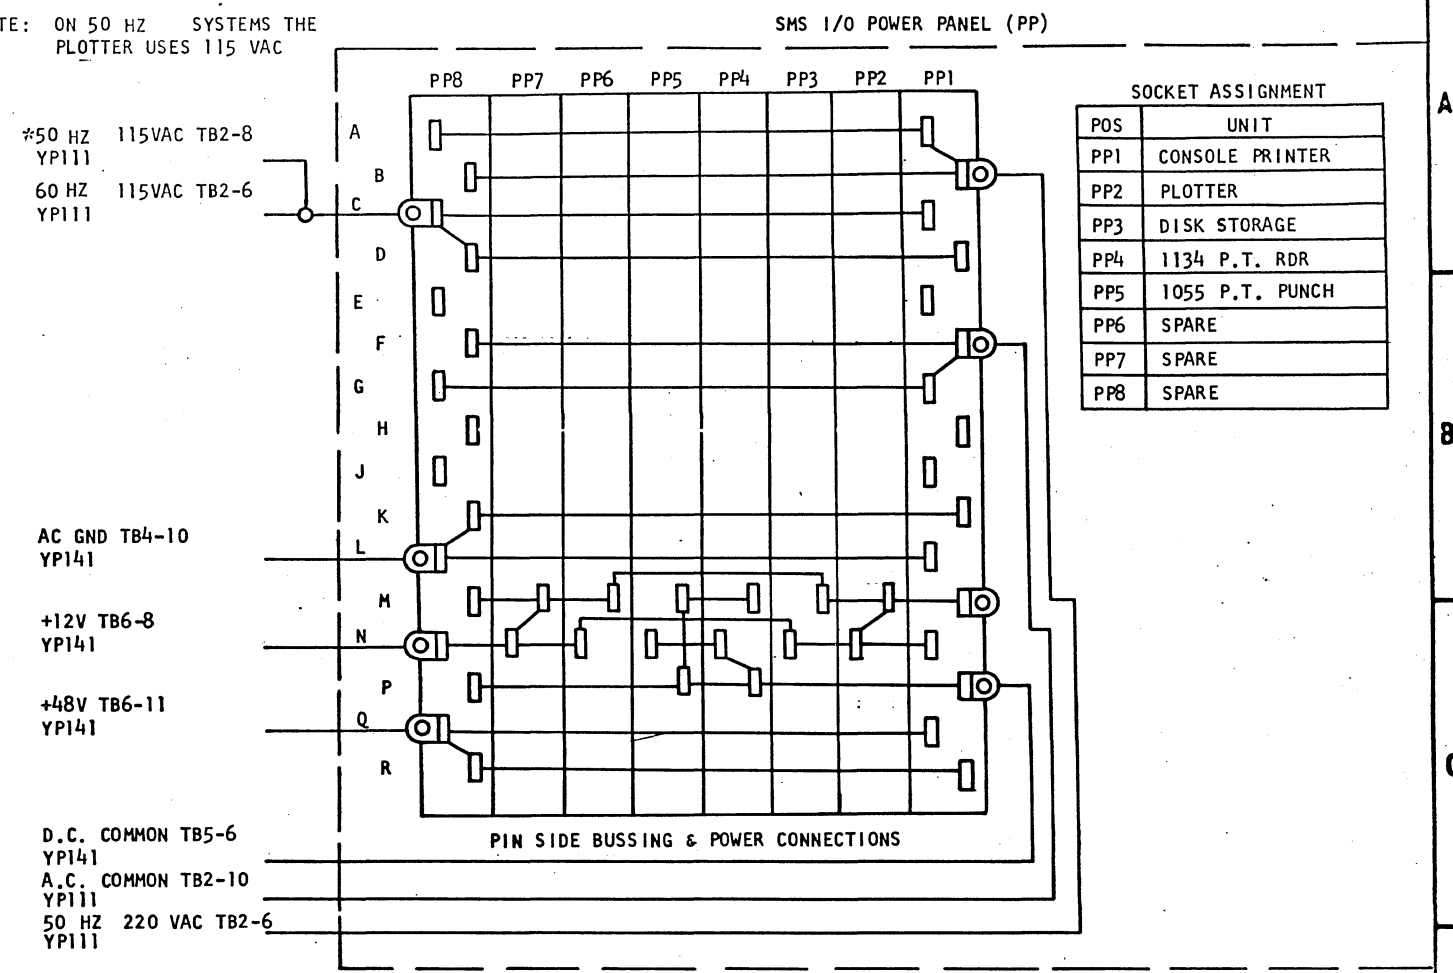 TE: ON 50 HZ SYSTEMS THE
PLOTTER USES 115 VAC
SMS I/O POWER PANEL (PP)
PP8 PP7 PP6 PP5 PP4 PP3 PP2 PP1
*50 HZ 115VAC TB2-8
YP111
60 HZ 115VAC TB2-6
YP111
A
B
C
D
E
F
G
H
J
K
L
M
N
P
Q
R
AC GND TB4-10
YP141
+12V TB6-8
YP141
+48V TB6-11
YP141
D.C. COMMON TB5-6
YP141
A.C. COMMON TB2-10
YP111
50 HZ 220 VAC TB2-6
YP111
PIN SIDE BUSSING & POWER CONNECTIONS
SOCKET ASSIGNMENT
POS UNIT
PP1 CONSOLE PRINTER
PP2 PLOTTER
PP3 DISK STORAGE
PP4 1134 P.T. RDR
PP5 1055 P.T. PUNCH
PP6 SPARE
PP7 SPARE
PP8 SPARE
A
B